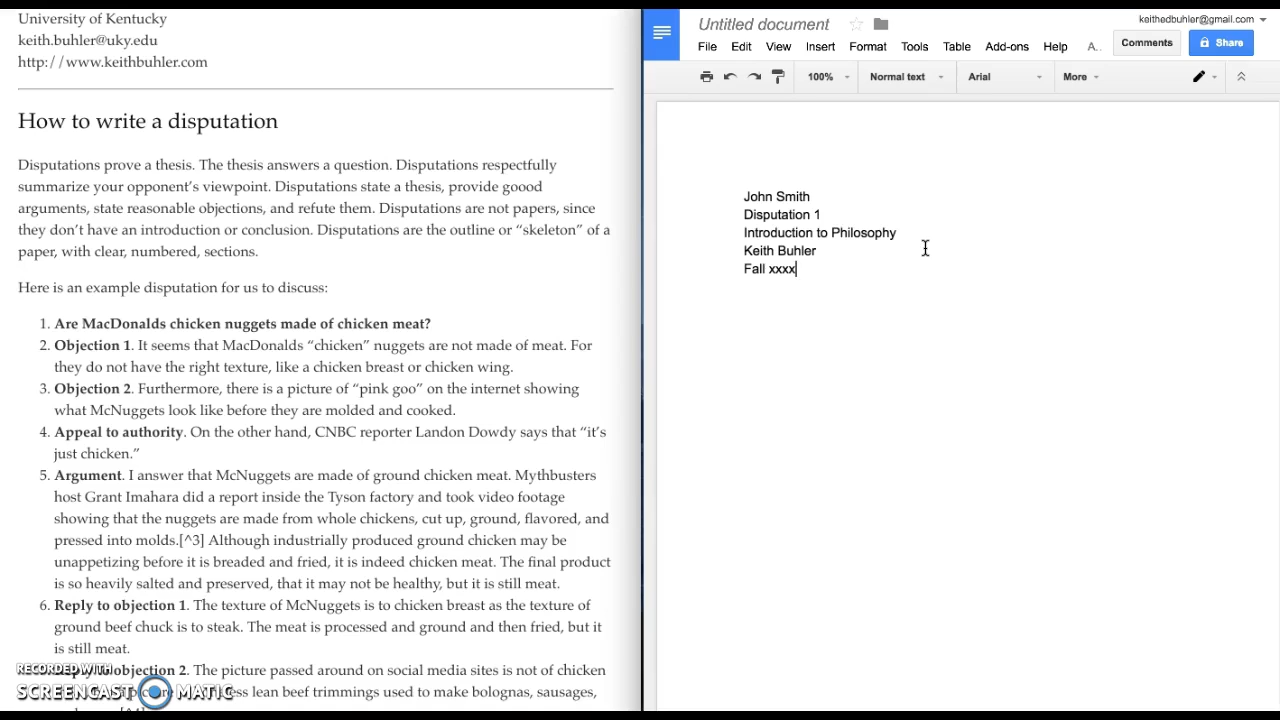 University of Kentucky
keith.buhler@uky.edu
http://www.keithbuhler.com
How to write a disputation
Disputations prove a thesis. The thesis answers a question. Disputations respectfully
summarize your opponent's viewpoint. Disputations state a thesis, provide goood
arguments, state reasonable objections, and refute them. Disputations are not papers, since
they don't have an introduction or conclusion. Disputations are the outline or “skeleton” of a
paper, with clear, numbered, sections.
Here is an example disputation for us to discuss:
1. Are MacDonalds chicken nuggets made of chicken meat?
2. Objection 1. It seems that MacDonalds “chicken” nuggets are not made of meat. For
they do not have the right texture, like a chicken breast or chicken wing.
3. Objection 2. Furthermore, there is a picture of “pink goo” on the internet showing
what McNuggets look like before they are molded and cooked.
4. Appeal to authority. On the other hand, CNBC reporter Landon Dowdy says that “it's
just chicken.”
5. Argument. I answer that McNuggets are made of ground chicken meat. Mythbusters
host Grant Imahara did a report inside the Tyson factory and took video footage
showing that the nuggets are made from whole chickens, cut up, ground, flavored, and
pressed into molds.[^3] Although industrially produced ground chicken may be
unappetizing before it is breaded and fried, it is indeed chicken meat. The final product
is so heavily salted and preserved, that it may not be healthy, but it is still meat.
6. Reply to objection 1. The texture of McNuggets is to chicken breast as the texture of
ground beef chuck is to steak. The meat is processed and ground and then fried, but it
is still meat.
objection 2. The picture passed around on social media sites is not of chicken
less lean beef trimmings used to make bolognas, sausages,
RECORDED WITH
SCREENCAST MATIC
Untitled document
keithedbuhler@gmail.com
File Edit View Insert Format Tools Table Add-ons Help A..
Comments
Share
100% Normal text Arial More
John Smith
Disputation 1
Introduction to Philosophy
Keith Buhler
Fall xxxx